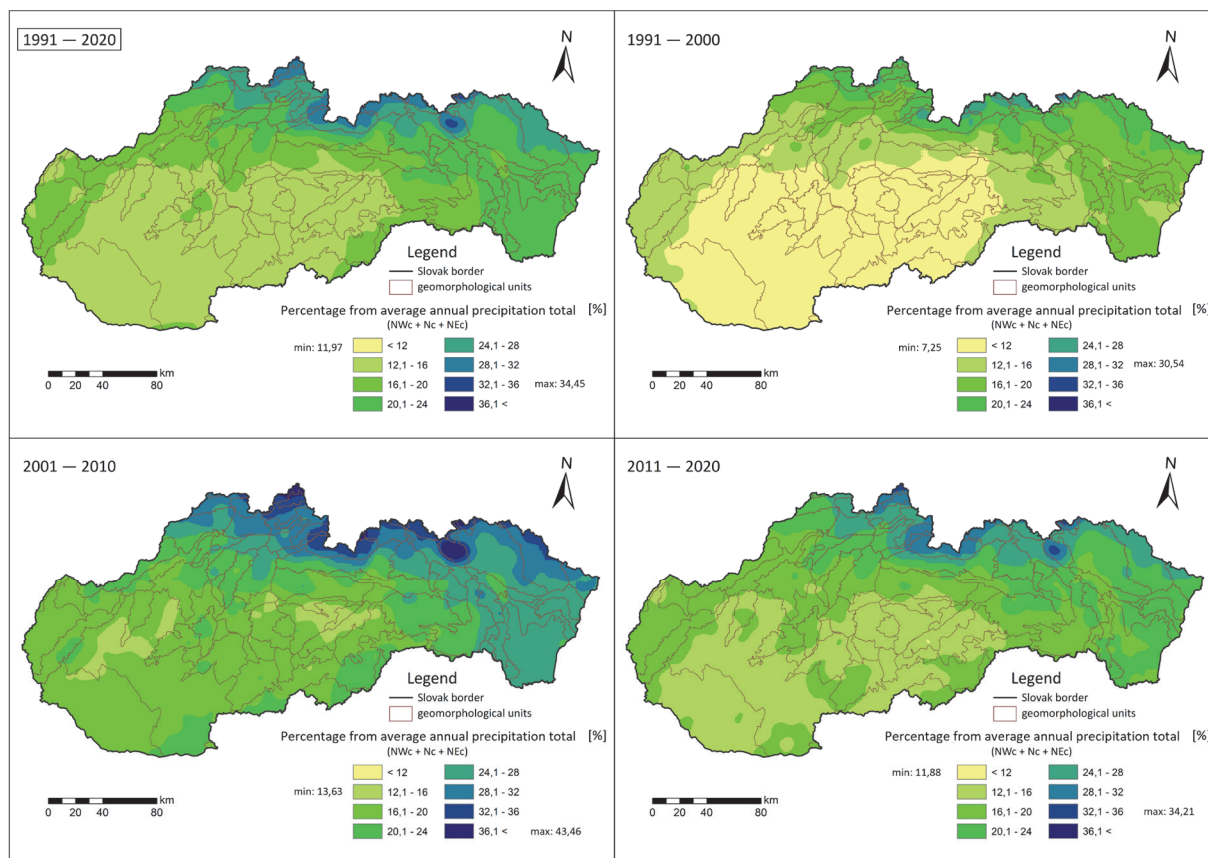 1991 — 2020
N
Legend
Slovak border
geomorphological units
Percentage from average annual precipitation total [%]
(NWc + Nc + NEc)
min: 11,97
< 12
12,1 - 16
16,1 - 20
20,1 - 24
24,1 - 28
28,1 - 32
32,1 - 36
36,1 <
max: 34,45
km
0 20 40 80
1991 — 2000
N
Legend
Slovak border
geomorphological units
Percentage from average annual precipitation total [%]
(NWc + Nc + NEc)
min: 7,25
< 12
12,1 - 16
16,1 - 20
20,1 - 24
24,1 - 28
28,1 - 32
32,1 - 36
36,1 <
max: 30,54
km
0 20 40 80
2001 — 2010
N
Legend
Slovak border
geomorphological units
Percentage from average annual precipitation total [%]
(NWc + Nc + NEc)
min: 13,63
< 12
12,1 - 16
16,1 - 20
20,1 - 24
24,1 - 28
28,1 - 32
32,1 - 36
36,1 <
max: 43,46
km
0 20 40 80
2011 — 2020
N
Legend
Slovak border
geomorphological units
Percentage from average annual precipitation total [%]
(NWc + Nc + NEc)
min: 11,88
< 12
12,1 - 16
16,1 - 20
20,1 - 24
24,1 - 28
28,1 - 32
32,1 - 36
36,1 <
max: 34,21
km
0 20 40 80